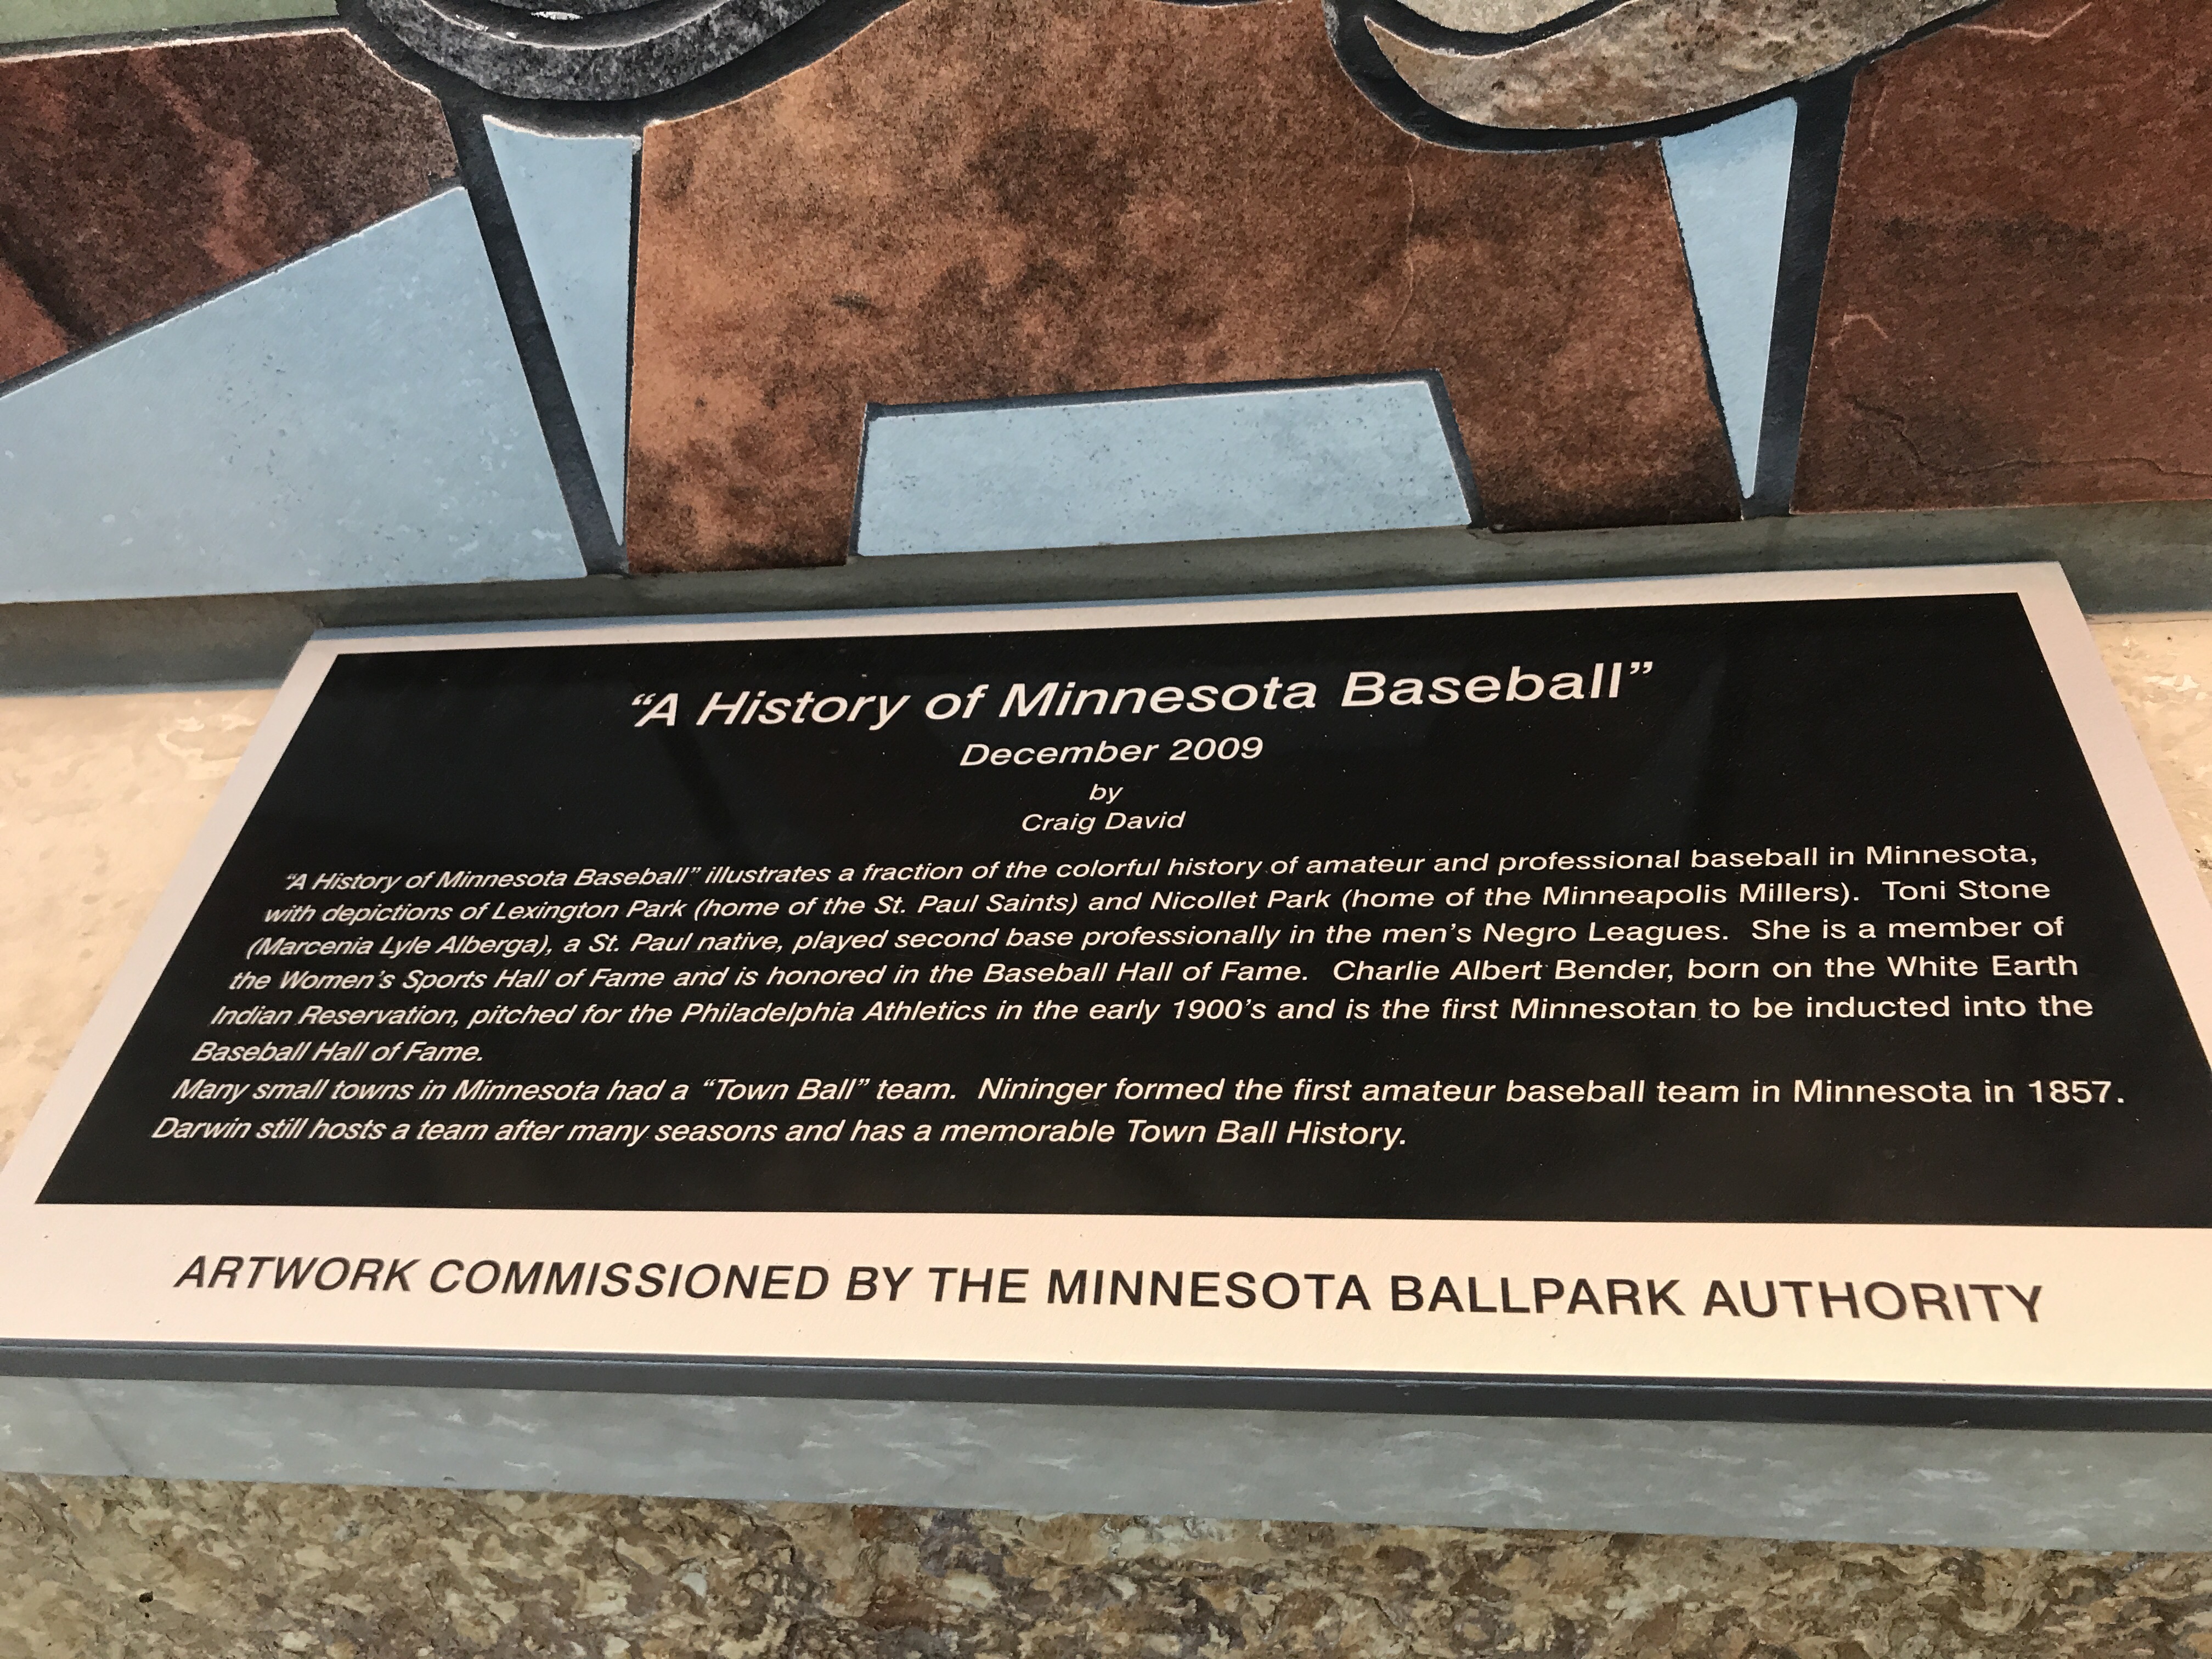 “A History of Minnesota Baseball”
December 2009
by
Craig David
“A History of Minnesota Baseball” illustrates a fraction of the colorful history of amateur and professional baseball in Minnesota,
with depictions of Lexington Park (home of the St. Paul Saints) and Nicollet Park (home of the Minneapolis Millers). Toni Stone
(Marcenia Lyle Alberga), a St. Paul native, played second base professionally in the men’s Negro Leagues. She is a member of
the Women’s Sports Hall of Fame and is honored in the Baseball Hall of Fame. Charlie Albert Bender, born on the White Earth
Indian Reservation, pitched for the Philadelphia Athletics in the early 1900’s and is the first Minnesotan to be inducted into the
Baseball Hall of Fame.
Many small towns in Minnesota had a “Town Ball” team. Nininger formed the first amateur baseball team in Minnesota in 1857.
Darwin still hosts a team after many seasons and has a memorable Town Ball History.
ARTWORK COMMISSIONED BY THE MINNESOTA BALLPARK AUTHORITY